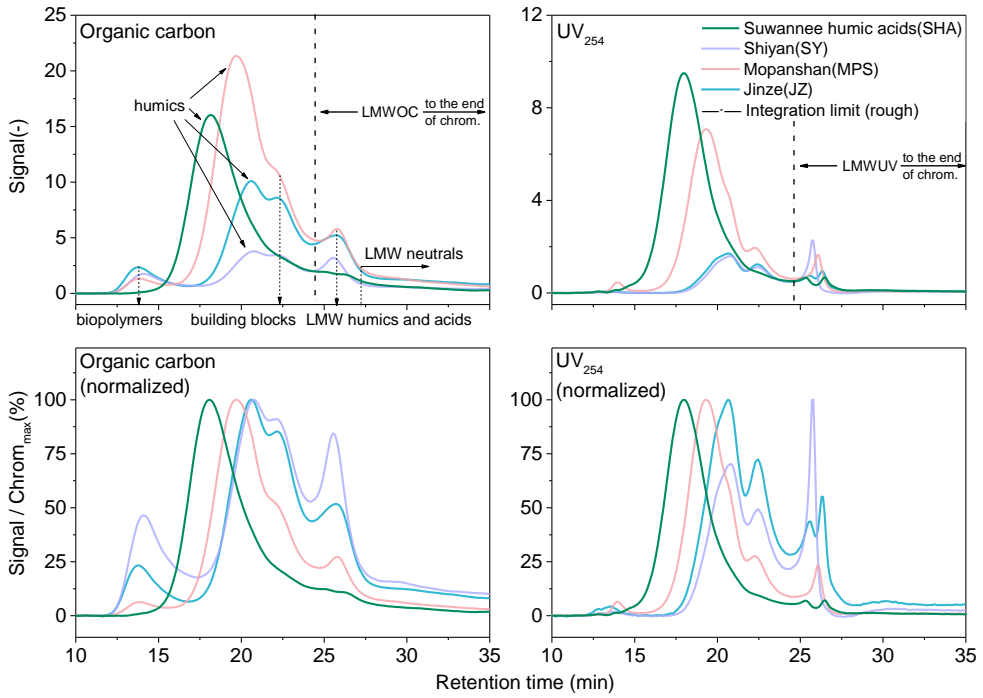 Organic carbon
25
20
15
10
5
0
Signal(-)
humics
LMWOC
to the end
of chrom.
LMW neutrals
biopolymers
building blocks
LMW humics and acids
UV254
12
8
4
0
Suwannee humic acids(SHA)
Shiyan(SY)
Mopanshan(MPS)
Jinze(JZ)
Integration limit (rough)
LMWUV
to the end
of chrom.
Organic carbon
(normalized)
100
75
50
25
0
Signal / Chrommax(%)
10 15 20 25 30 35
UV254
(normalized)
100
75
50
25
0
10 15 20 25 30 35
Retention time (min)